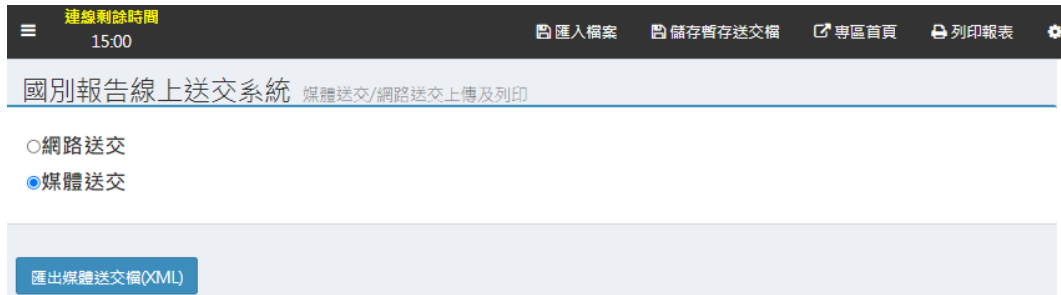 連線剩餘時間
15:00
匯入檔案 儲存暫存送交檔 專區首頁 列印報表
國別報告線上送交系統 媒體送交/網路送交上傳及列印
網路送交
媒體送交
匯出媒體送交檔(XML)